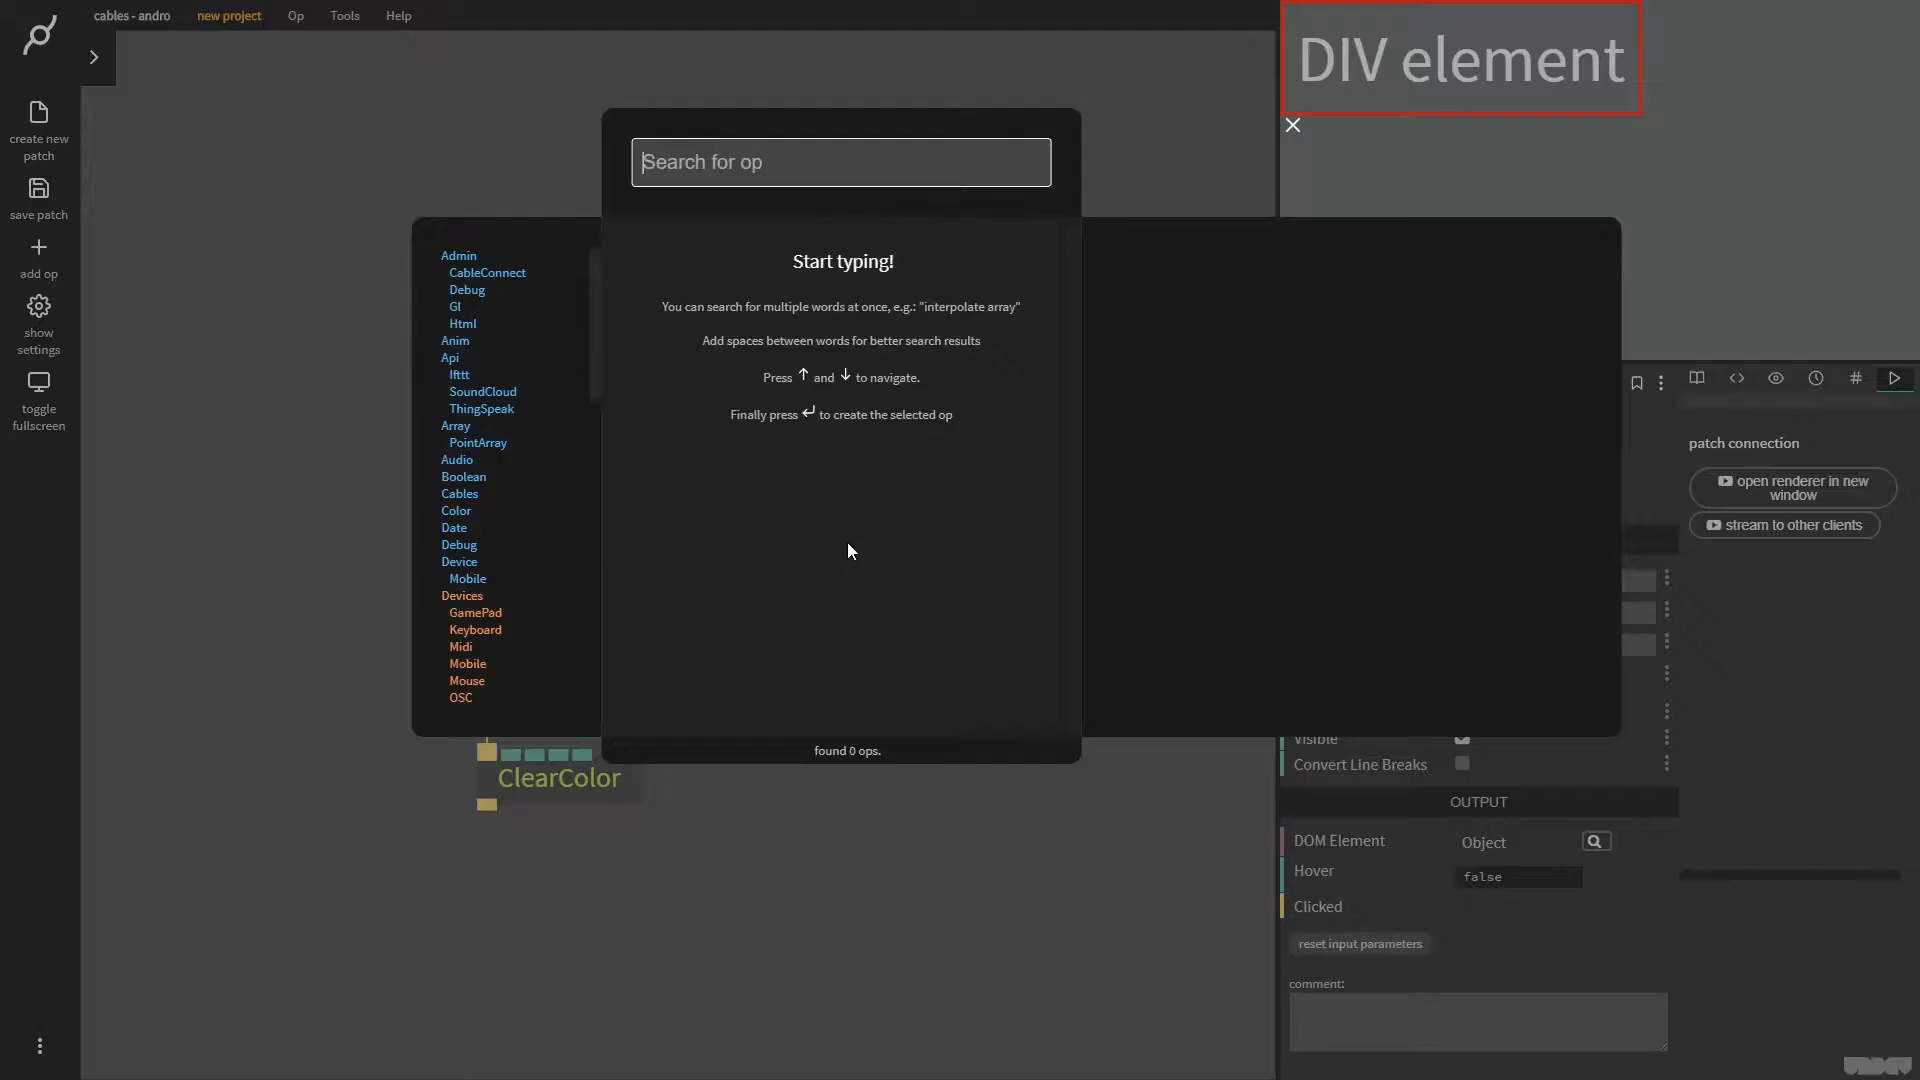 cables - andro
new project
Op
Tools
Help
DIV element
create new
patch
save patch
add op
show
settings
toggle
fullscreen
Search for op
Admin
CableConnect
Debug
Gl
Html
Anim
Api
Ifttt
SoundCloud
ThingSpeak
Array
PointArray
Audio
Boolean
Cables
Color
Date
Debug
Device
Mobile
Devices
GamePad
Keyboard
Midi
Mobile
Mouse
OSC
Start typing!
You can search for multiple words at once, e.g.: "interpolate array"
Add spaces between words for better search results
Press ↑ and ↓ to navigate.
Finally press ↵ to create the selected op
found 0 ops.
ClearColor
patch connection
open renderer in new
window
stream to other clients
Visible
Convert Line Breaks
OUTPUT
DOM Element
Object
Hover
false
Clicked
reset input parameters
comment: